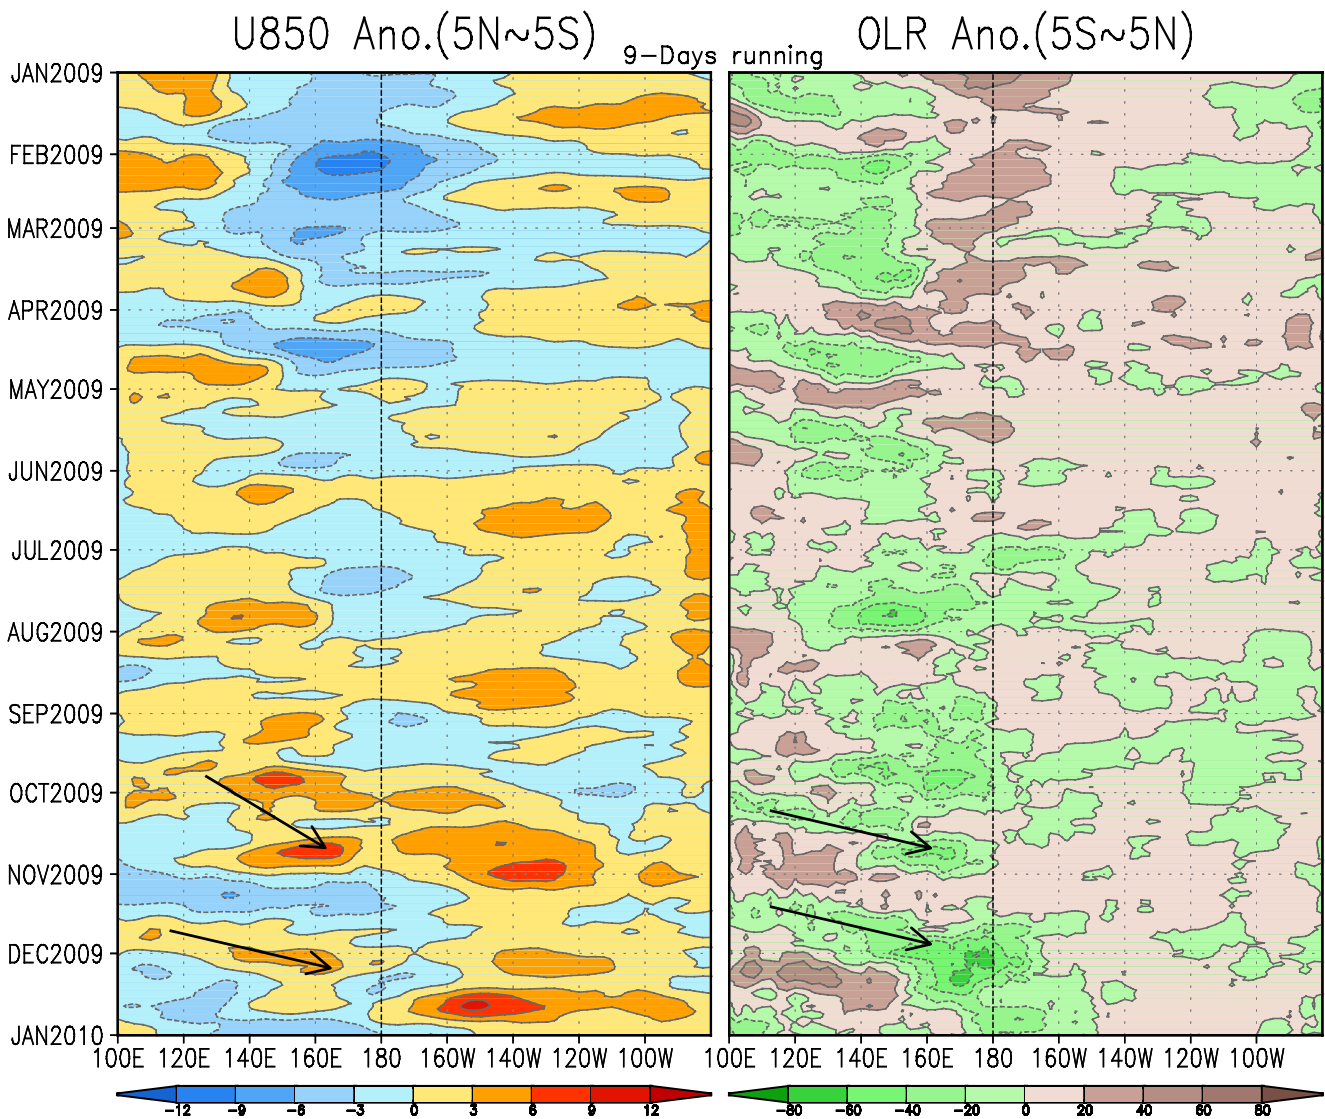 U850 Ano.(5N~5S)
OLR Ano.(5S~5N)
9-Days running
JAN2009
FEB2009
MAR2009
APR2009
MAY2009
JUN2009
JUL2009
AUG2009
SEP2009
OCT2009
NOV2009
DEC2009
JAN2010
100E 120E 140E 160E 180 160W 140W 120W 100W
100E 120E 140E 160E 180 160W 140W 120W 100W
-12 -9 -6 -3 0 3 6 9 12
-80 -60 -40 -20 0 20 40 60 80